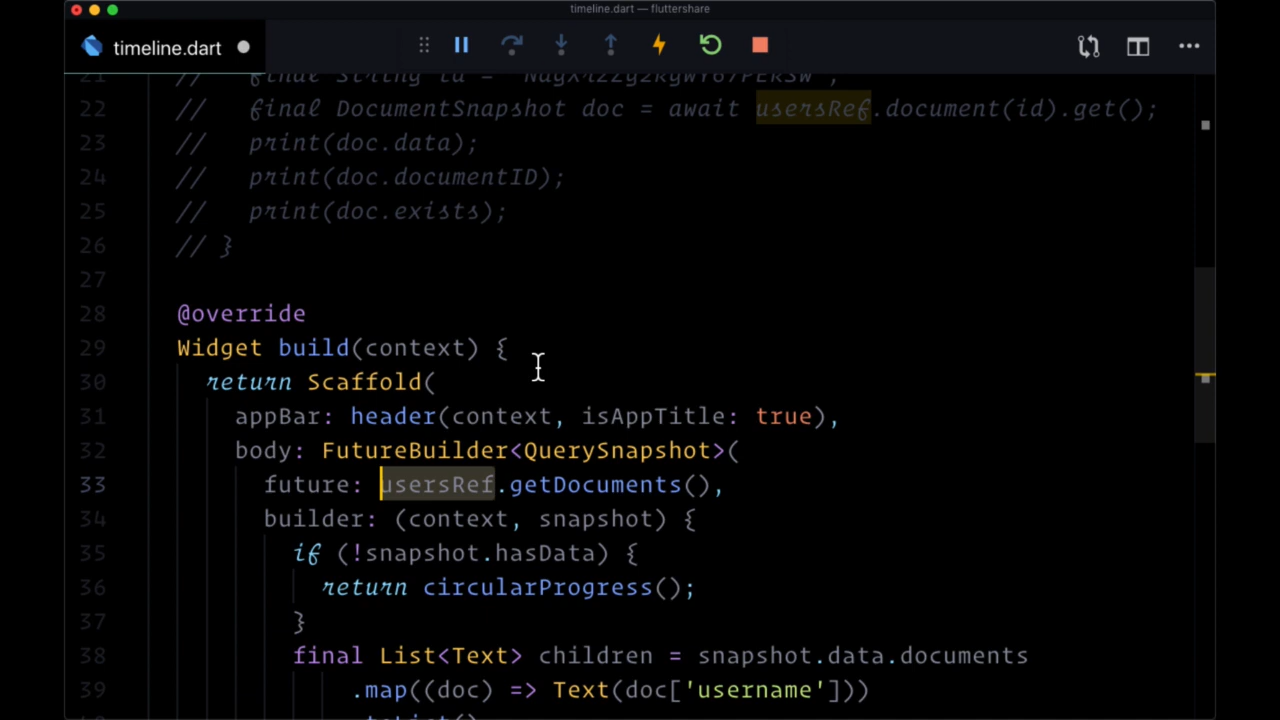 timeline.dart — fluttershare
timeline.dart
22 // final DocumentSnapshot doc = await usersRef.document(id).get();
23 // print(doc.data);
24 // print(doc.documentID);
25 // print(doc.exists);
26 // }
27
28 @override
29 Widget build(context) {
30 return Scaffold(
31 appBar: header(context, isAppTitle: true),
32 body: FutureBuilder<QuerySnapshot>(
33 future: usersRef.getDocuments(),
34 builder: (context, snapshot) {
35 if (!snapshot.hasData) {
36 return circularProgress();
37 }
38 final List<Text> children = snapshot.data.documents
39 .map((doc) => Text(doc['username']))